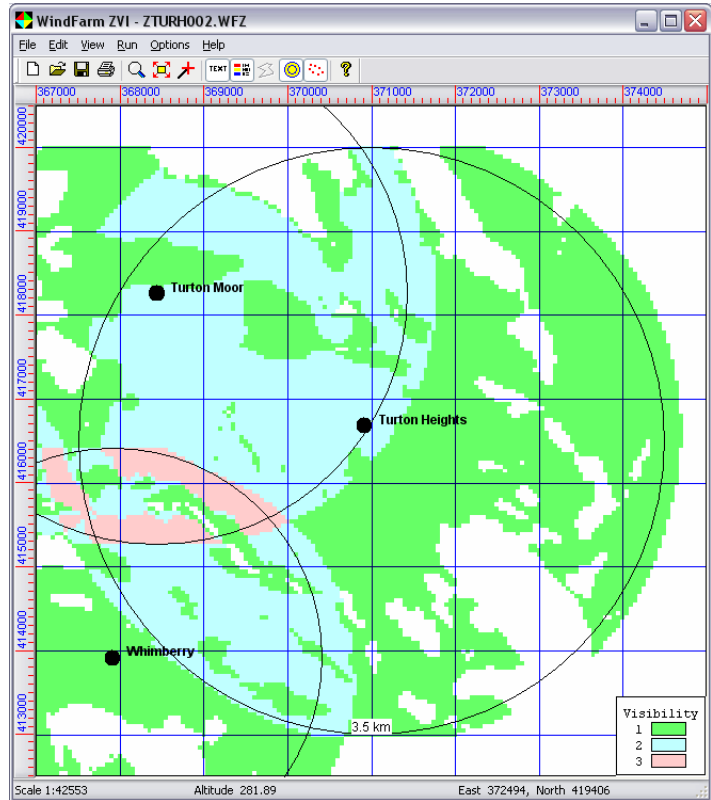 WindFarm ZVI - ZTURH002.WFZ
File Edit View Run Options Help
TEXT
367000 368000 369000 370000 371000 372000 373000 374000
420000
419000
418000
417000
416000
415000
414000
413000
Turton Moor
Turton Heights
Whimberry
3.5 km
Visibility
1
2
3
Scale 1:42553 Altitude 281.89 East 372494, North 419406